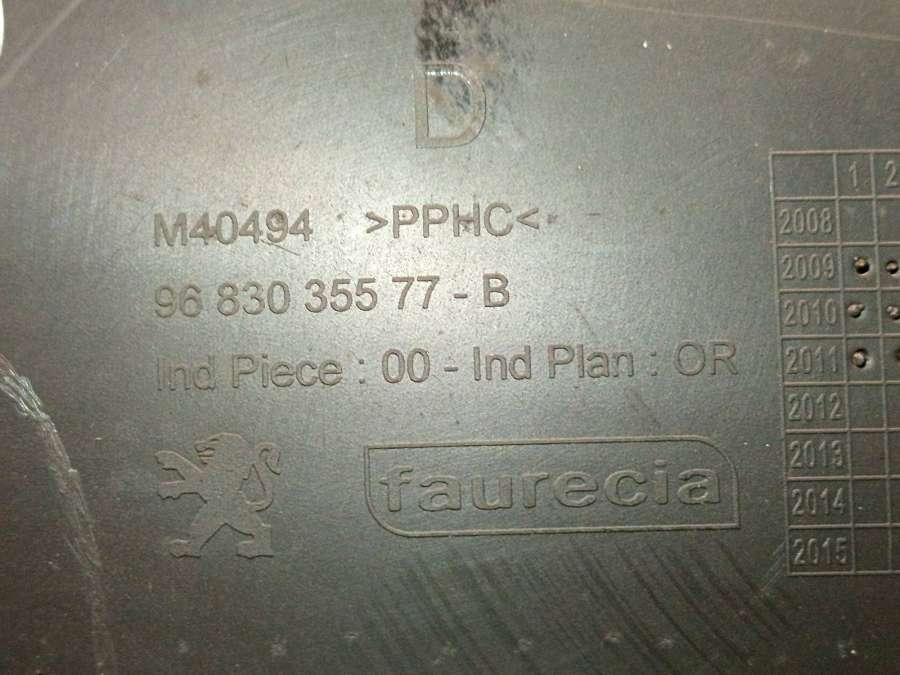 D
M40494 >PPHC<
96 830 355 77 - B
Ind Piece : 00 - Ind Plan : OR
faurecia
1 2
2008
2009
2010
2011
2012
2013
2014
2015